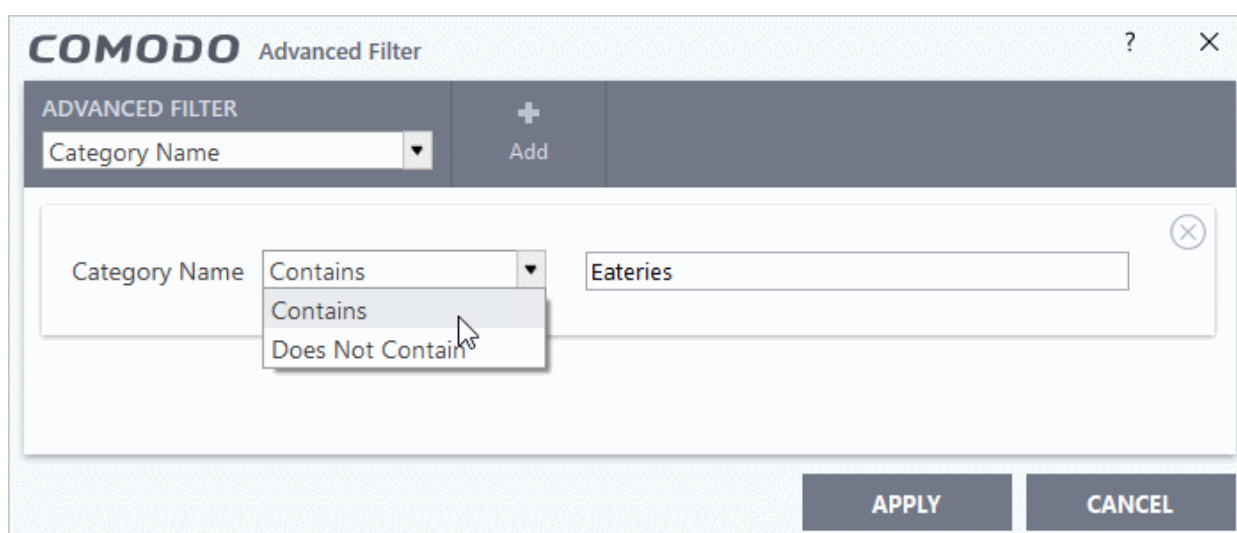 COMODO Advanced Filter ?
ADVANCED FILTER
Category Name
Add
Category Name Contains Eateries
Contains
Does Not Contain
APPLY CANCEL